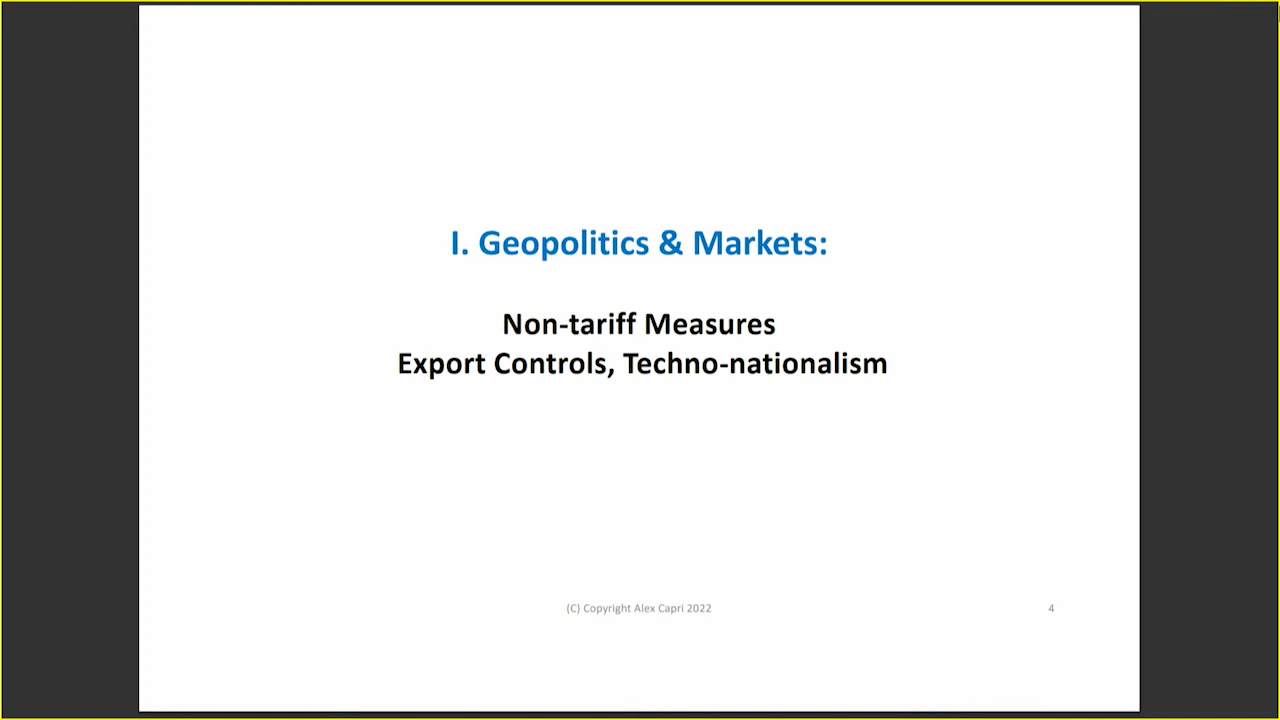 I. Geopolitics & Markets:
Non-tariff Measures
Export Controls, Techno-nationalism
(C) Copyright Alex Capri 2022
4